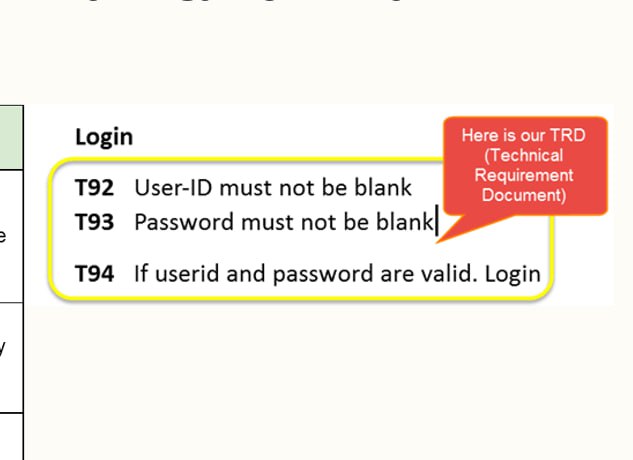 Login
Here is our TRD
(Technical
Requirement
Document)
T92 User-ID must not be blank
T93 Password must not be blank
T94 If userid and password are valid. Login
e
y